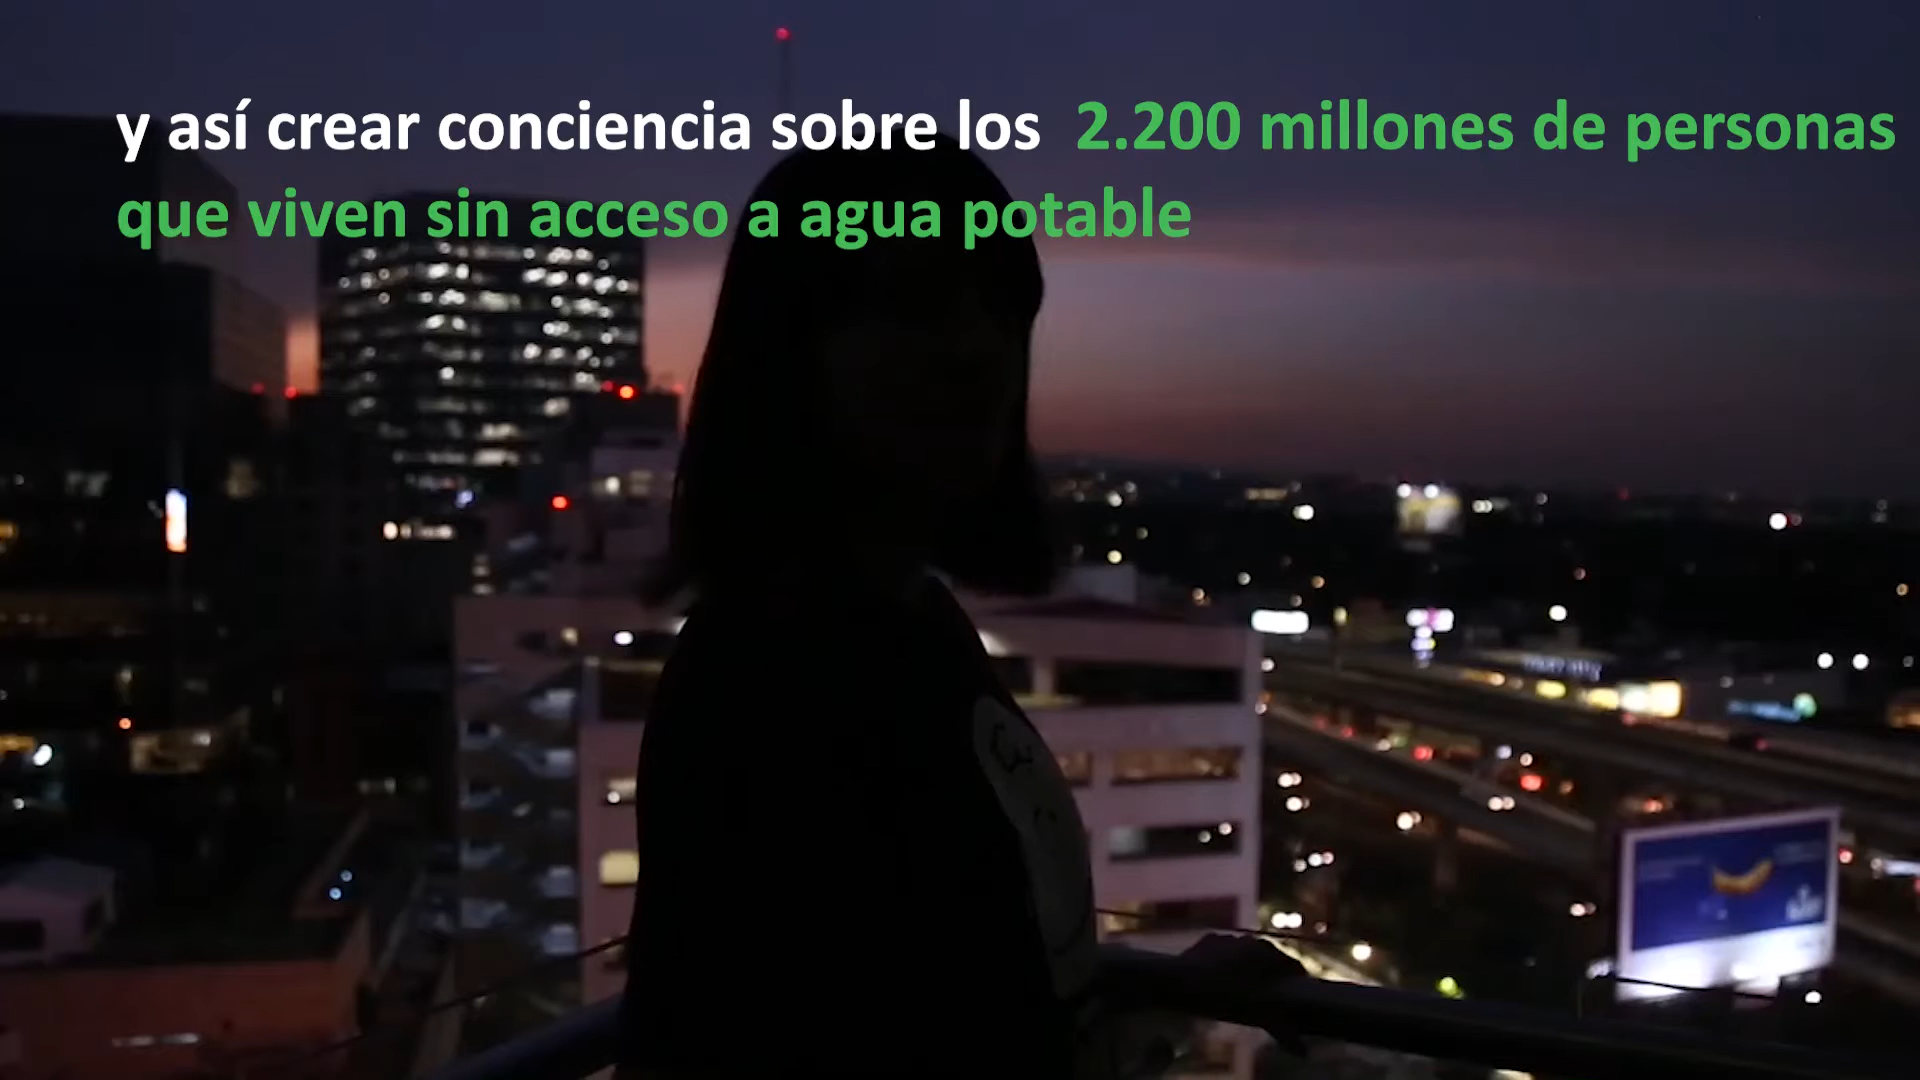 y así crear conciencia sobre los 2.200 millones de personas
que viven sin acceso a agua potable